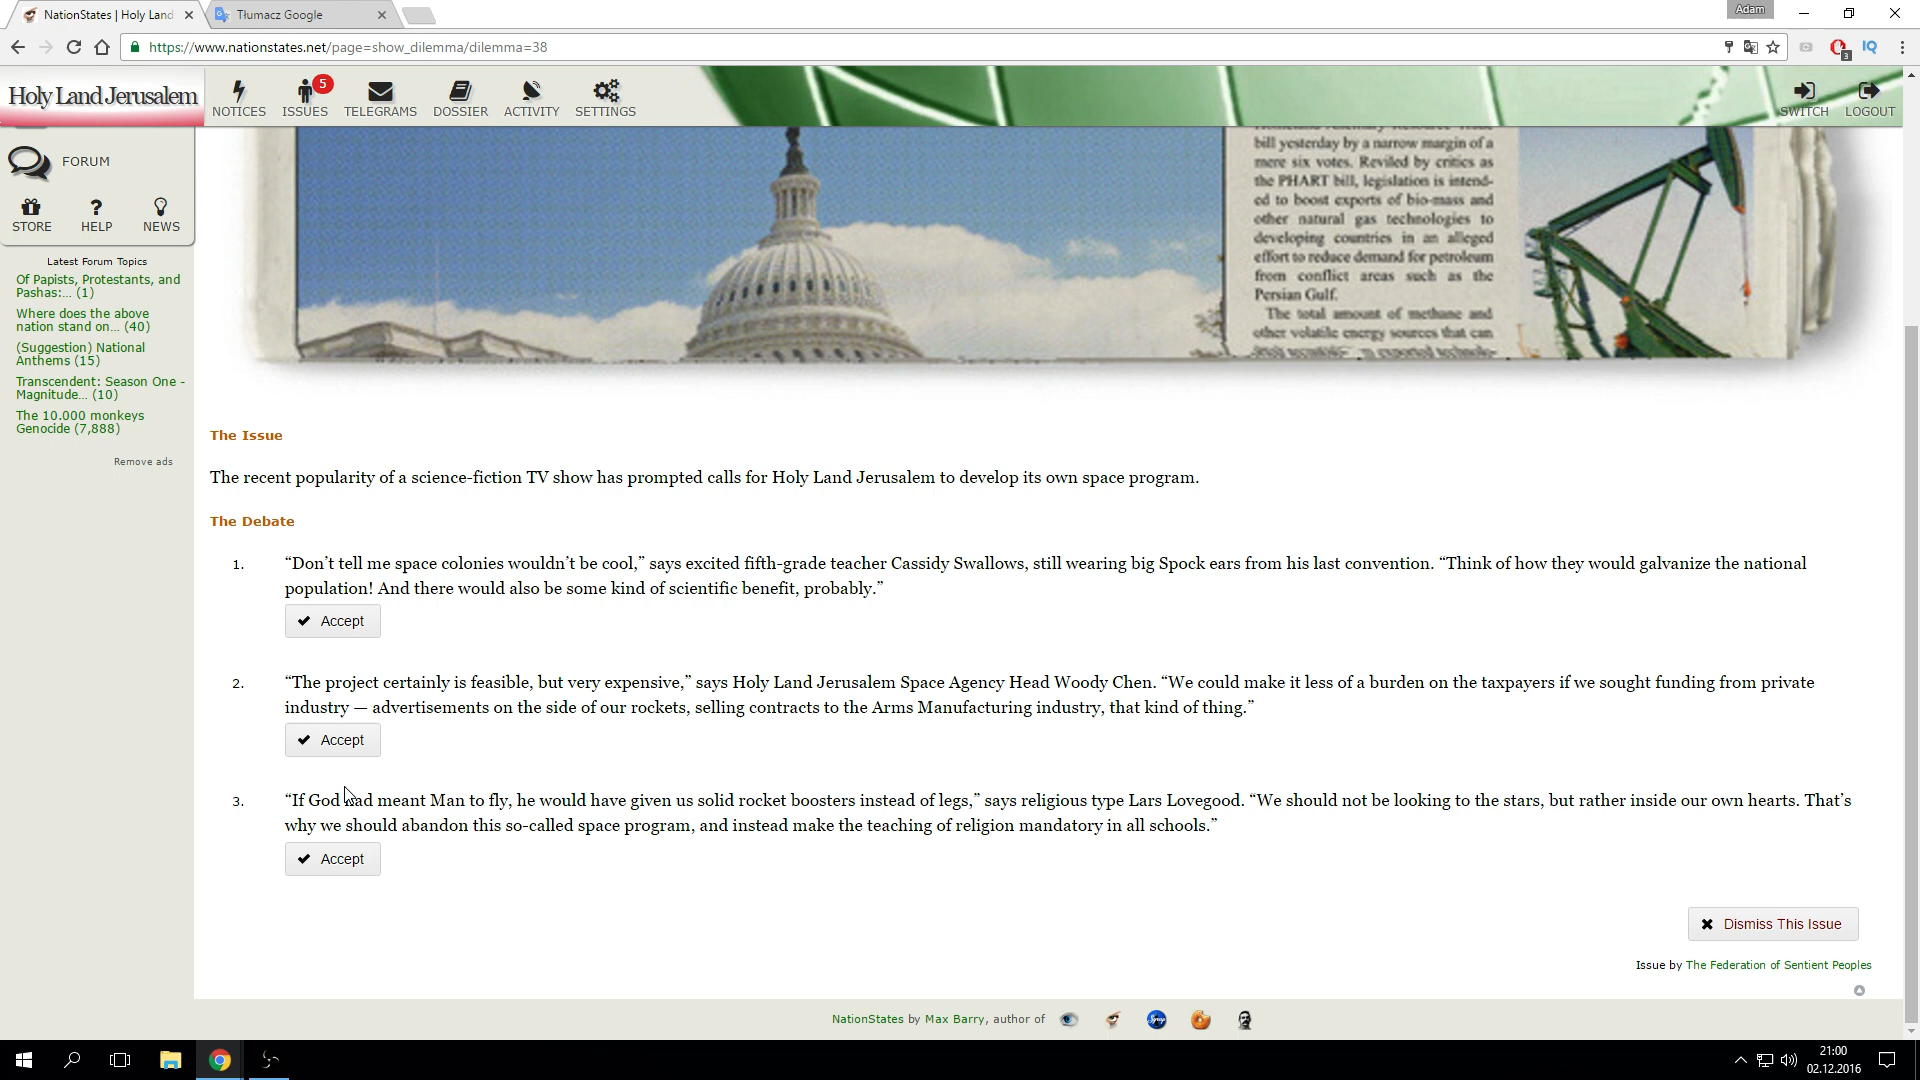 NationStates | Holy Land
Tłumacz Google
Adam
https://www.nationstates.net/page=show_dilemma/dilemma=38
3
IQ
Holy Land Jerusalem
NOTICES
5
ISSUES
TELEGRAMS
DOSSIER
ACTIVITY
SETTINGS
SWITCH
LOGOUT
FORUM
STORE
HELP
NEWS
Latest Forum Topics
Of Papists, Protestants, and
Pashas:... (1)
Where does the above
nation stand on... (40)
(Suggestion) National
Anthems (15)
Transcendent: Season One -
Magnitude... (10)
The 10.000 monkeys
Genocide (7,888)
Remove ads
bill yesterday by a narrow margin of a
mere six votes. Reviled by critics as
the PHART bill, legislation is intend-
ed to boost exports of bio-mass and
other natural gas technologies to
developing countries in an alleged
effort to reduce demand for petroleum
from conflict areas such as the
Persian Gulf.
The total amount of methane and
other volatile energy sources that can
The Issue
The recent popularity of a science-fiction TV show has prompted calls for Holy Land Jerusalem to develop its own space program.
The Debate
1. “Don’t tell me space colonies wouldn’t be cool,” says excited fifth-grade teacher Cassidy Swallows, still wearing big Spock ears from his last convention. “Think of how they would galvanize the national
population! And there would also be some kind of scientific benefit, probably.”
Accept
2. “The project certainly is feasible, but very expensive,” says Holy Land Jerusalem Space Agency Head Woody Chen. “We could make it less of a burden on the taxpayers if we sought funding from private
industry — advertisements on the side of our rockets, selling contracts to the Arms Manufacturing industry, that kind of thing.”
Accept
3. “If God had meant Man to fly, he would have given us solid rocket boosters instead of legs,” says religious type Lars Lovegood. “We should not be looking to the stars, but rather inside our own hearts. That’s
why we should abandon this so-called space program, and instead make the teaching of religion mandatory in all schools.”
Accept
Dismiss This Issue
Issue by The Federation of Sentient Peoples
NationStates by Max Barry, author of
21:00
02.12.2016